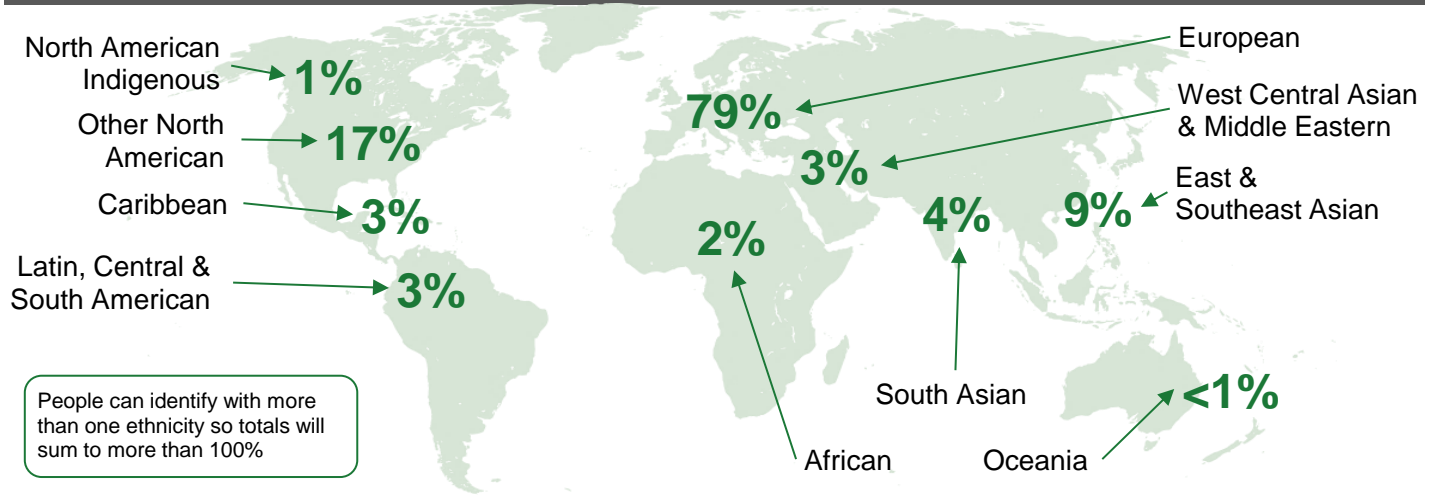 North American
Indigenous
1%
Other North
American
17%
Caribbean
3%
Latin, Central &
South American
3%
European
79%
West Central Asian
& Middle Eastern
3%
East &
Southeast Asian
9%
4%
South Asian
2%
African
<1%
Oceania
People can identify with more
than one ethnicity so totals will
sum to more than 100%